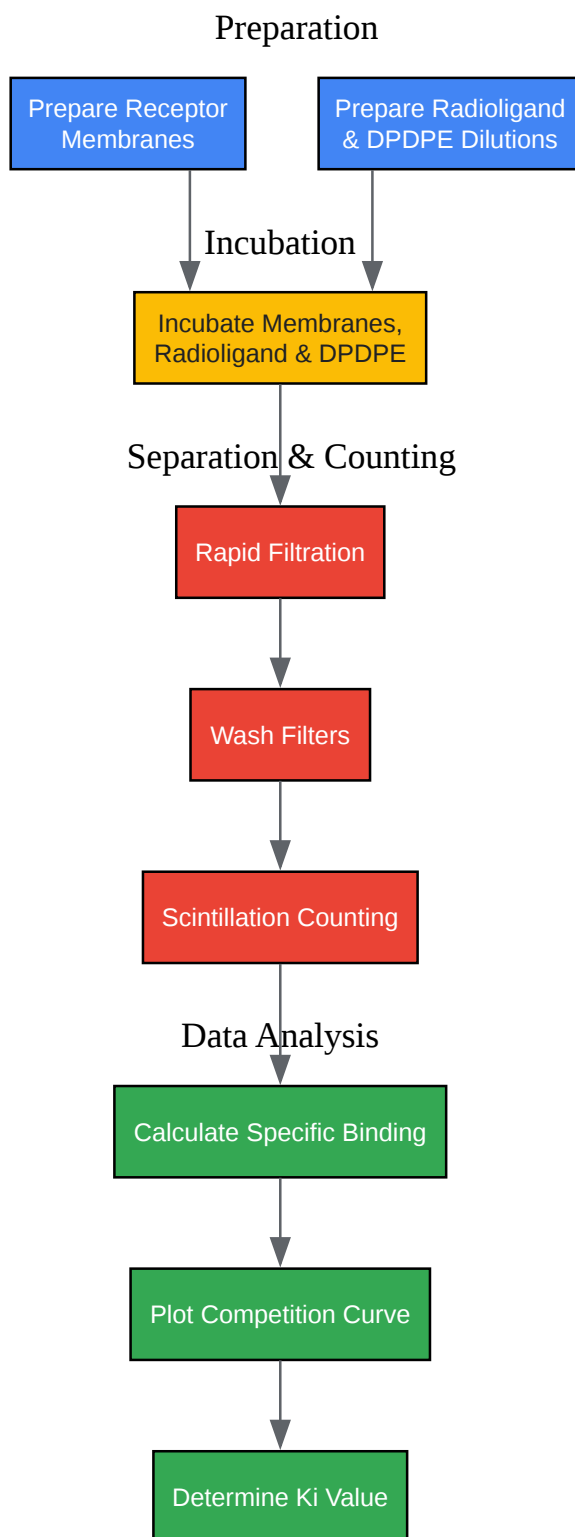 Preparation
Prepare Receptor
Membranes
Prepare Radioligand
& DPDPE Dilutions
Incubation
Incubate Membranes,
Radioligand & DPDPE
Separation & Counting
Rapid Filtration
Wash Filters
Scintillation Counting
Data Analysis
Calculate Specific Binding
Plot Competition Curve
Determine Ki Value